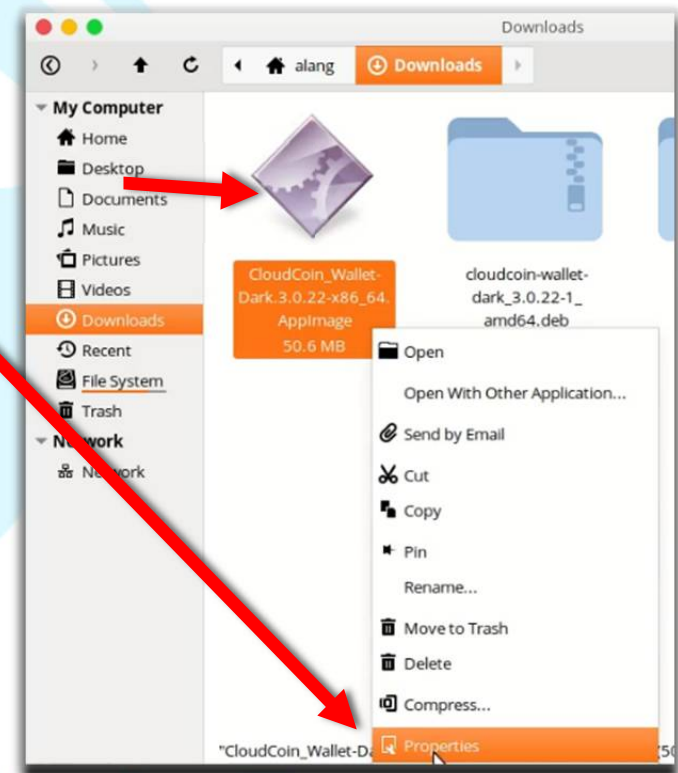 Downloads
alang
Downloads
My Computer
Home
Desktop
Documents
Music
Pictures
Videos
Downloads
Recent
File System
Trash
Network
Network
CloudCoin_Wallet-
Dark.3.0.22-x86_64.
AppImage
50.6 MB
cloudcoin-wallet-
dark_3.0.22-1_
amd64.deb
Open
Open With Other Application...
Send by Email
Cut
Copy
Pin
Rename...
Move to Trash
Delete
Compress...
Properties
"CloudCoin_Wallet-Da